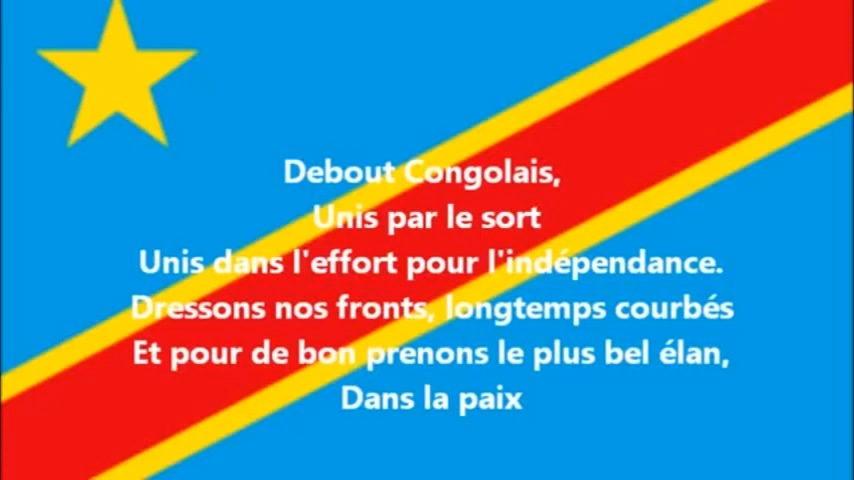 Debout Congolais,
Unis par le sort
Unis dans l'effort pour l'indépendance.
Dressons nos fronts, longtemps courbés
Et pour de bon prenons le plus bel élan,
Dans la paix